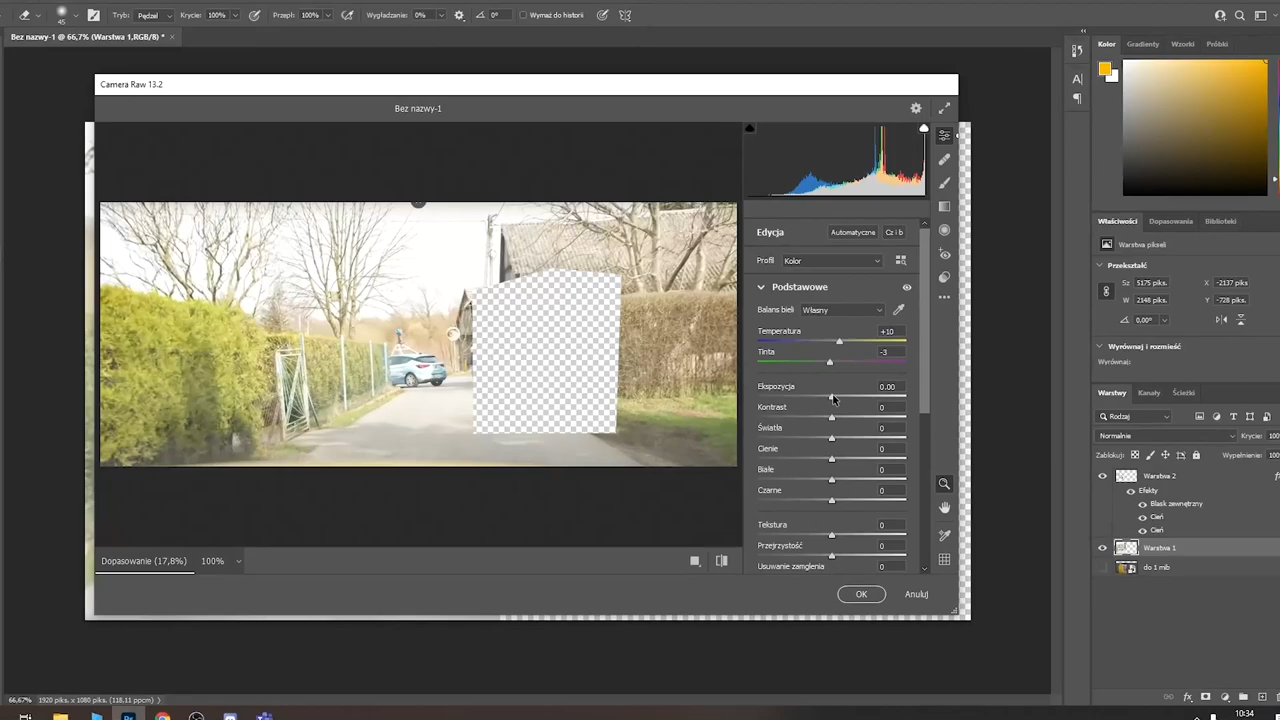 45 Tryb: Pędzel Krycie: 100% Przepł: 100% Wygładzanie: 0% 0° Wymaż do historii
Bez nazwy-1 @ 66,7% (Warstwa 1,RGB/8) * ×
Camera Raw 13.2
Bez nazwy-1
Edycja Automatyczne Cz i b
Profil Kolor
Podstawowe
Balans bieli Własny
Temperatura +10
Tinta -3
Ekspozycja 0.00
Kontrast 0
Światła 0
Cienie 0
Białe 0
Czarne 0
Tekstura 0
Przejrzystość 0
Usuwanie zamglenia 0
Dopasowanie (17,8%) 100%
OK Anuluj
Kolor Gradienty Wzorki Próbki
Właściwości Dopasowania Biblioteki
Warstwa pikseli
Przekształć
Sz 5175 piks. X -2137 piks
W 2148 piks. Y -728 piks.
0.00°
Wyrównaj i rozmieść
Wyrównaj:
Warstwy Kanały Ścieżki
Rodzaj
Normalnie Krycie: 100
Zablokuj: Wypełnienie: 100
Warstwa 2
Efekty
Blask zewnętrzny
Cień
Cień
Warstwa 1
do 1 mib
66,67% 1920 piks. x 1080 piks. (118,11 ppcm)
10:34